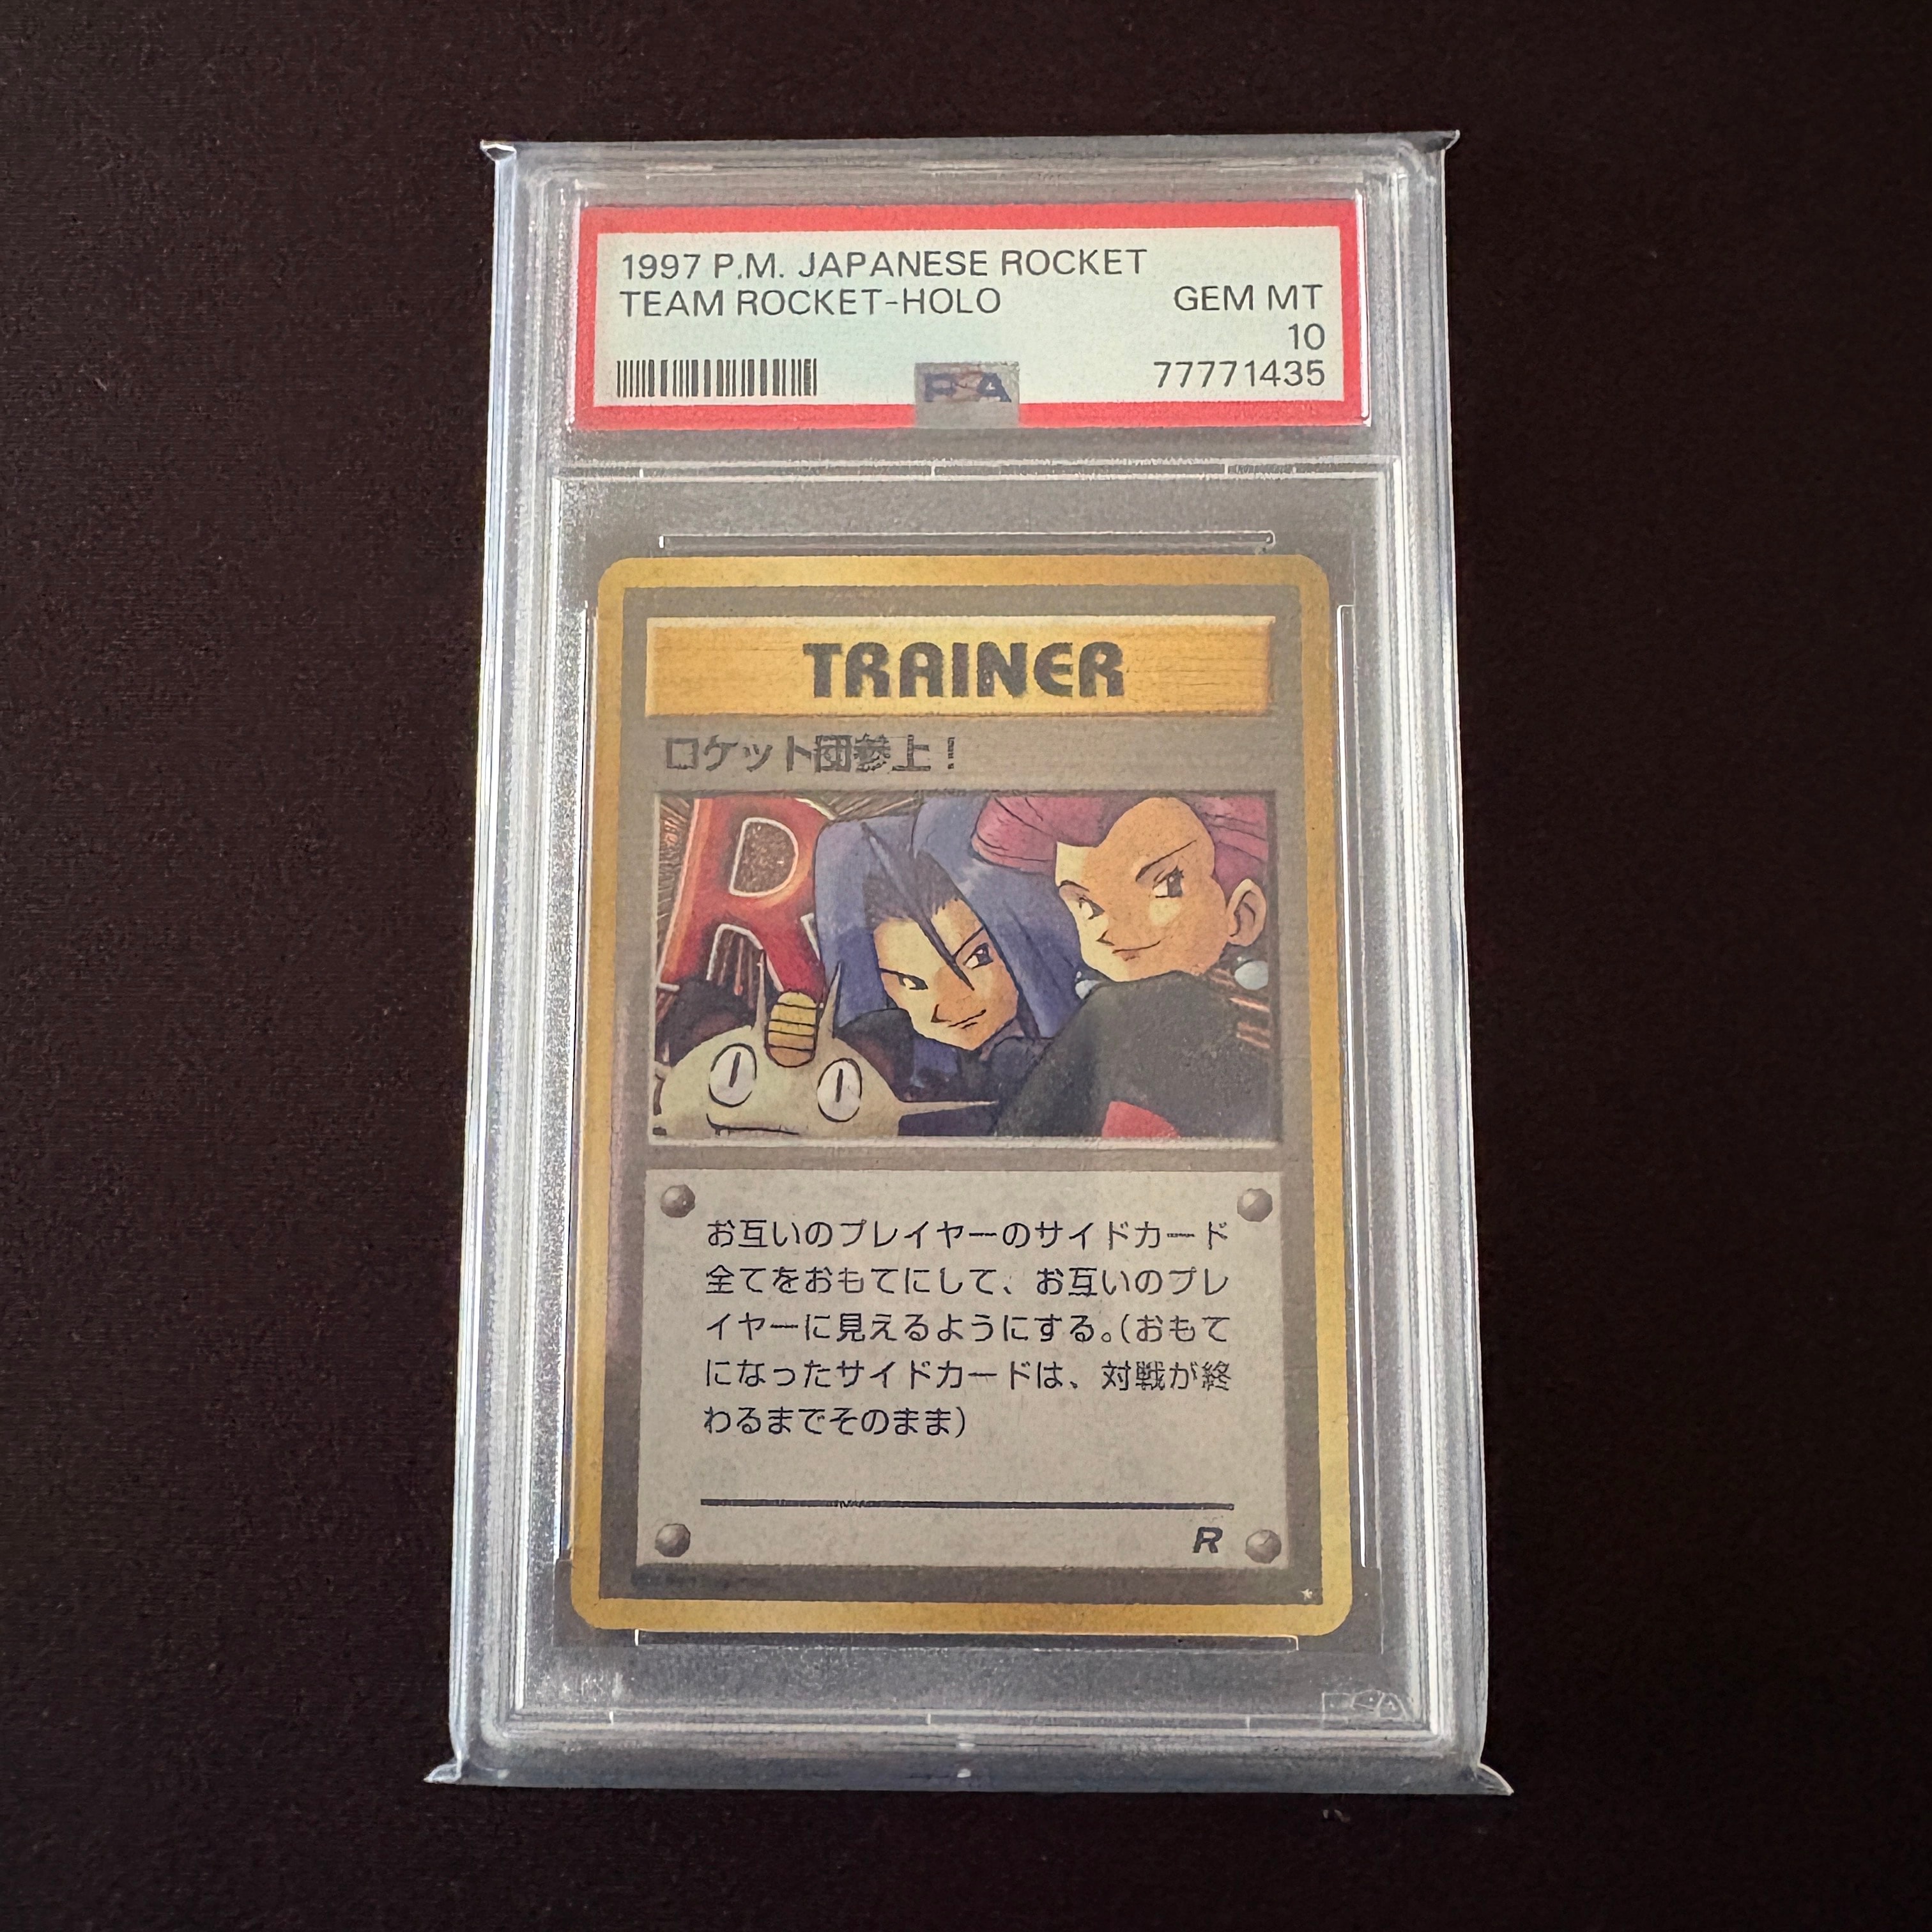 1997 P.M. JAPANESE ROCKET
TEAM ROCKET-HOLO GEM MT
10
77771435
PSA
TRAINER
ロケット団参上！
R
お互いのプレイヤーのサイドカード
全てをおもてにして、お互いのプレ
イヤーに見えるようにする。（おもて
になったサイドカードは、対戦が終
わるまでそのまま）
R